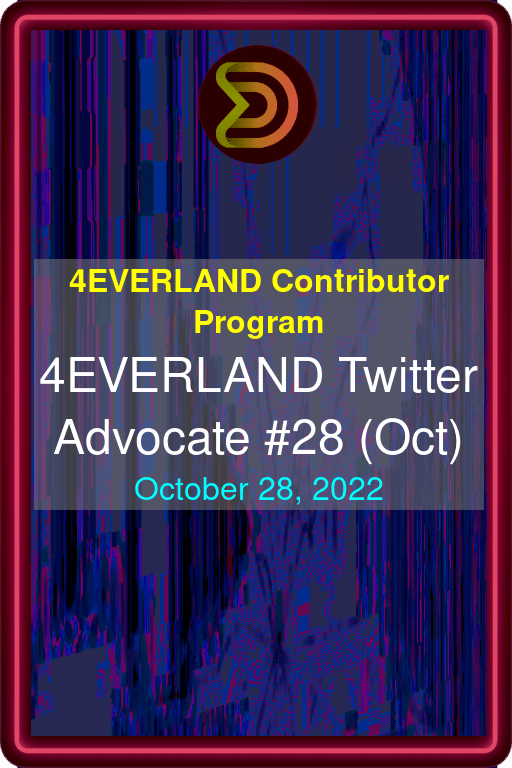 4EVERLAND Contributor
Program
4EVERLAND Twitter
Advocate #28 (Oct)
October 28, 2022